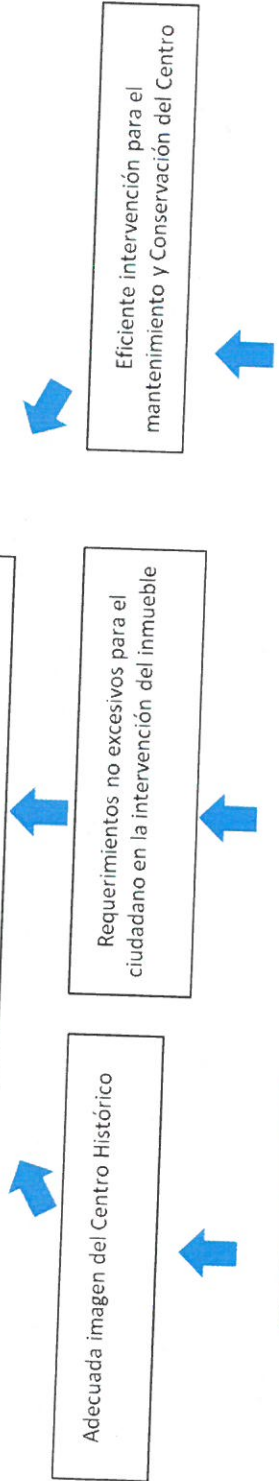 Adecuada imagen del Centro Histórico
Requerimientos no excesivos para el
ciudadano en la intervención del inmueble
Eficiente intervención para el
mantenimiento y Conservación del Centro